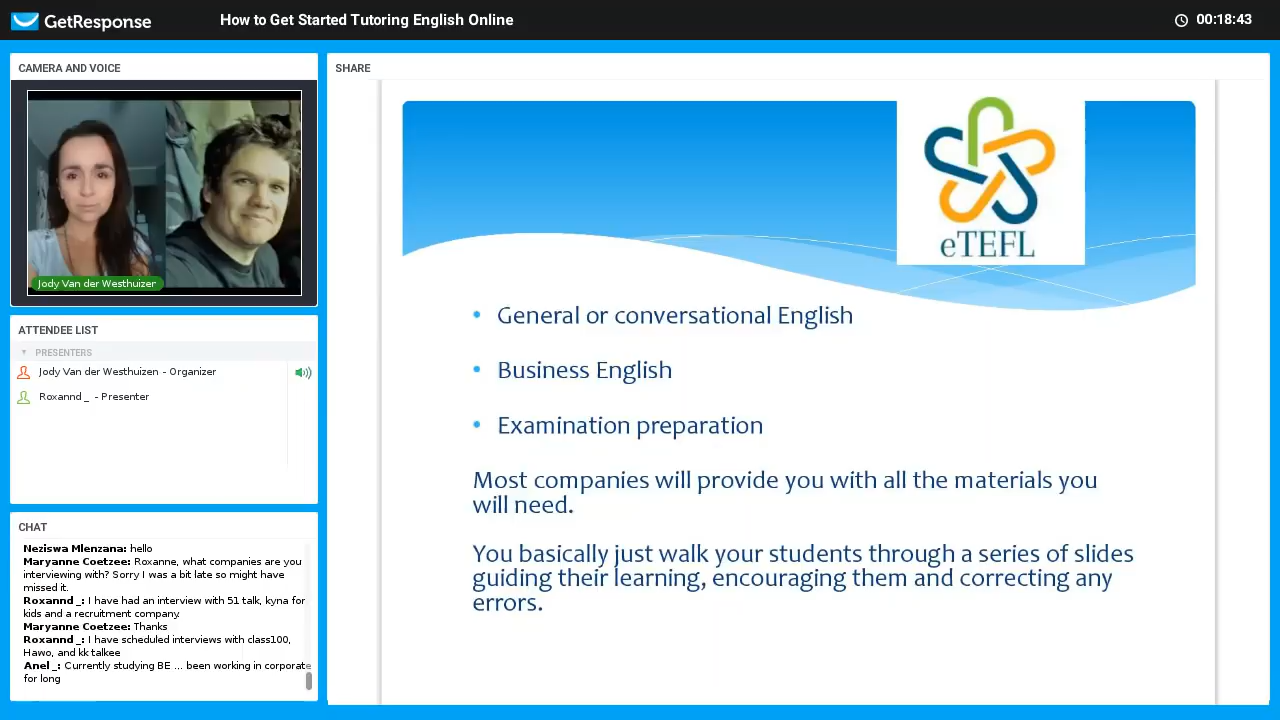 GetResponse
How to Get Started Tutoring English Online
00:18:43
CAMERA AND VOICE
Jody Van der Westhuizer
ATTENDEE LIST
PRESENTERS
Jody Van der Westhuizen - Organizer
Roxannd _ - Presenter
CHAT
Neziswa Mlenzana: hello
Maryanne Coetzee: Roxanne, what companies are you
interviewing with? Sorry I was a bit late so might have
missed it.
Roxannd _: I have had an interview with 51 talk, kyna for
kids and a recruitment company.
Maryanne Coetzee: Thanks
Roxannd _: I have scheduled interviews with class100,
Hawo, and kk talkee
Anel _: Currently studying BE ... been working in corporate
for long
SHARE
eTEFL
• General or conversational English
• Business English
• Examination preparation
Most companies will provide you with all the materials you
will need.
You basically just walk your students through a series of slides
guiding their learning, encouraging them and correcting any
errors.